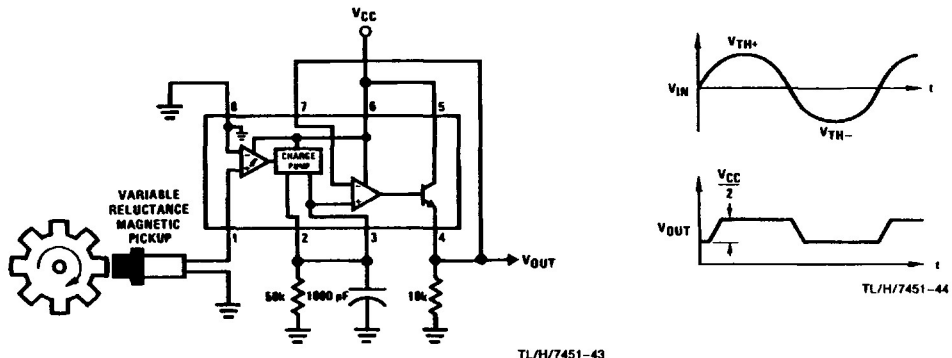 VCC
8
7
6
5
CHARGE
PUMP
VARIABLE
RELUCTANCE
MAGNETIC
PICKUP
1
2
3
4
50k
1000 pF
10k
VOUT
TL/H/7451–43
VTH+
VIN
t
VTH–
VCC
2
VOUT
t
TL/H/7451–44